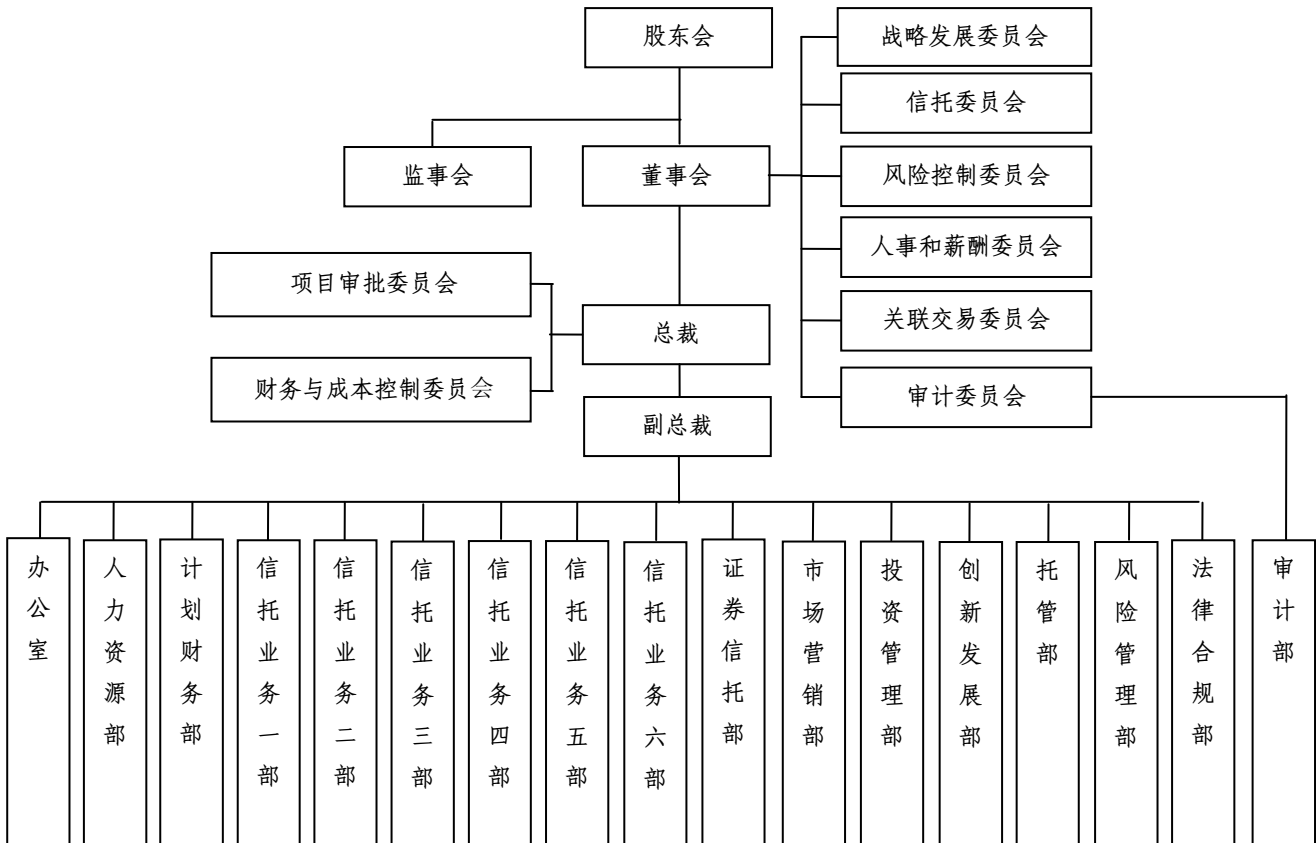 股东会
战略发展委员会
信托委员会
监事会
董事会
风险控制委员会
人事和薪酬委员会
项目审批委员会
总裁
关联交易委员会
财务与成本控制委员会
审计委员会
副总裁
办公室
人力资源部
计划财务部
信托业务一部
信托业务二部
信托业务三部
信托业务四部
信托业务五部
信托业务六部
证券信托部
市场营销部
投资管理部
创新发展部
托管部
风险管理部
法律合规部
审计部